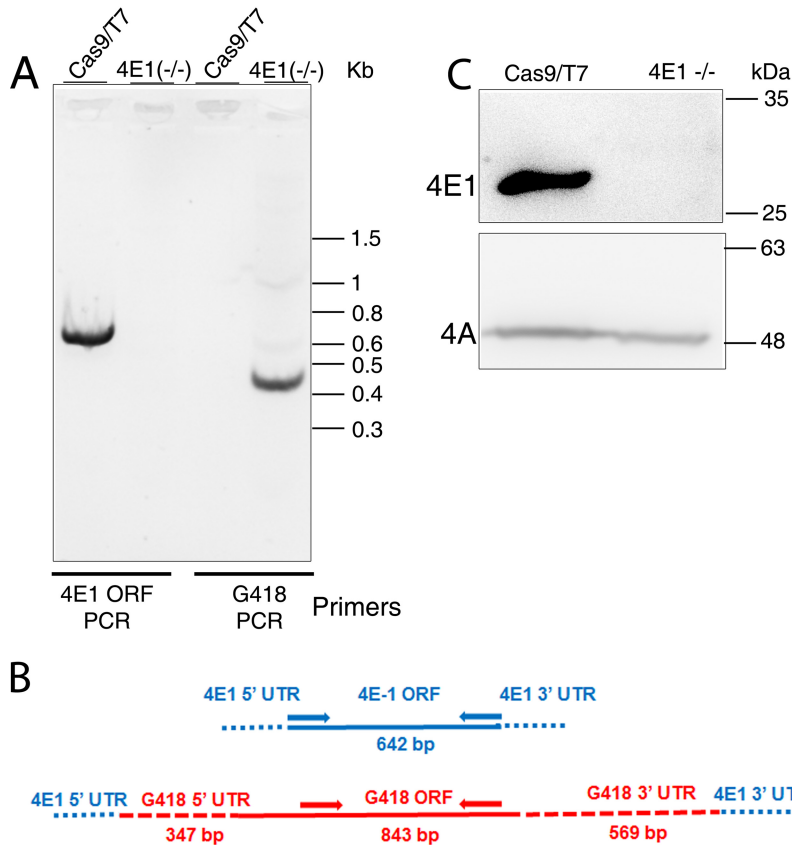 A
Cas9/T7
4E1(-/-)
Cas9/T7
4E1(-/-)
Kb
1.5
1
0.8
0.6
0.5
0.4
0.3
4E1 ORF
PCR
G418
PCR
Primers
C
Cas9/T7
4E1 -/-
kDa
35
4E1
25
63
4A
48
B
4E1 5’ UTR
4E-1 ORF
4E1 3’ UTR
642 bp
4E1 5’ UTR
G418 5’ UTR
G418 ORF
G418 3’ UTR
4E1 3’ UT
347 bp
843 bp
569 bp